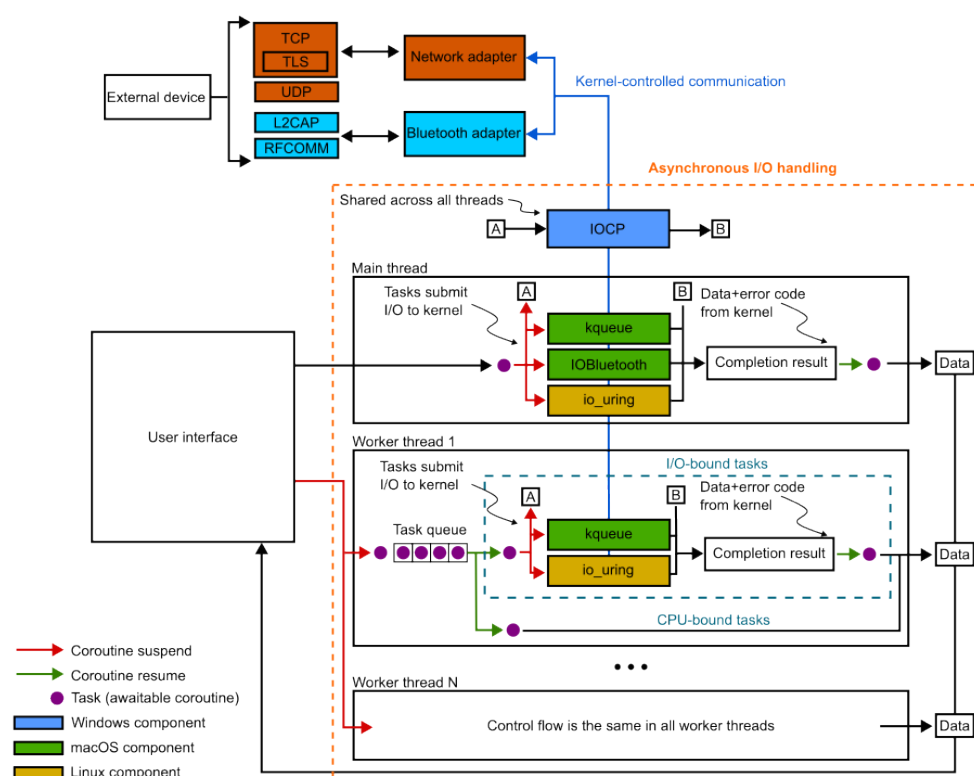 TCP
TLS
UDP
L2CAP
RFCOMM
External device
Network adapter
Bluetooth adapter
Kernel-controlled communication
Asynchronous I/O handling
Shared across all threads
A
IOCP
B
Main thread
Tasks submit
I/O to kernel
A
B
Data+error code
from kernel
kqueue
IOBluetooth
io_uring
Completion result
Data
User interface
Worker thread 1
I/O-bound tasks
Tasks submit
I/O to kernel
A
B
Data+error code
from kernel
Task queue
kqueue
io_uring
Completion result
Data
CPU-bound tasks
Worker thread N
Control flow is the same in all worker threads
Data
Coroutine suspend
Coroutine resume
Task (awaitable coroutine)
Windows component
macOS component
Linux component